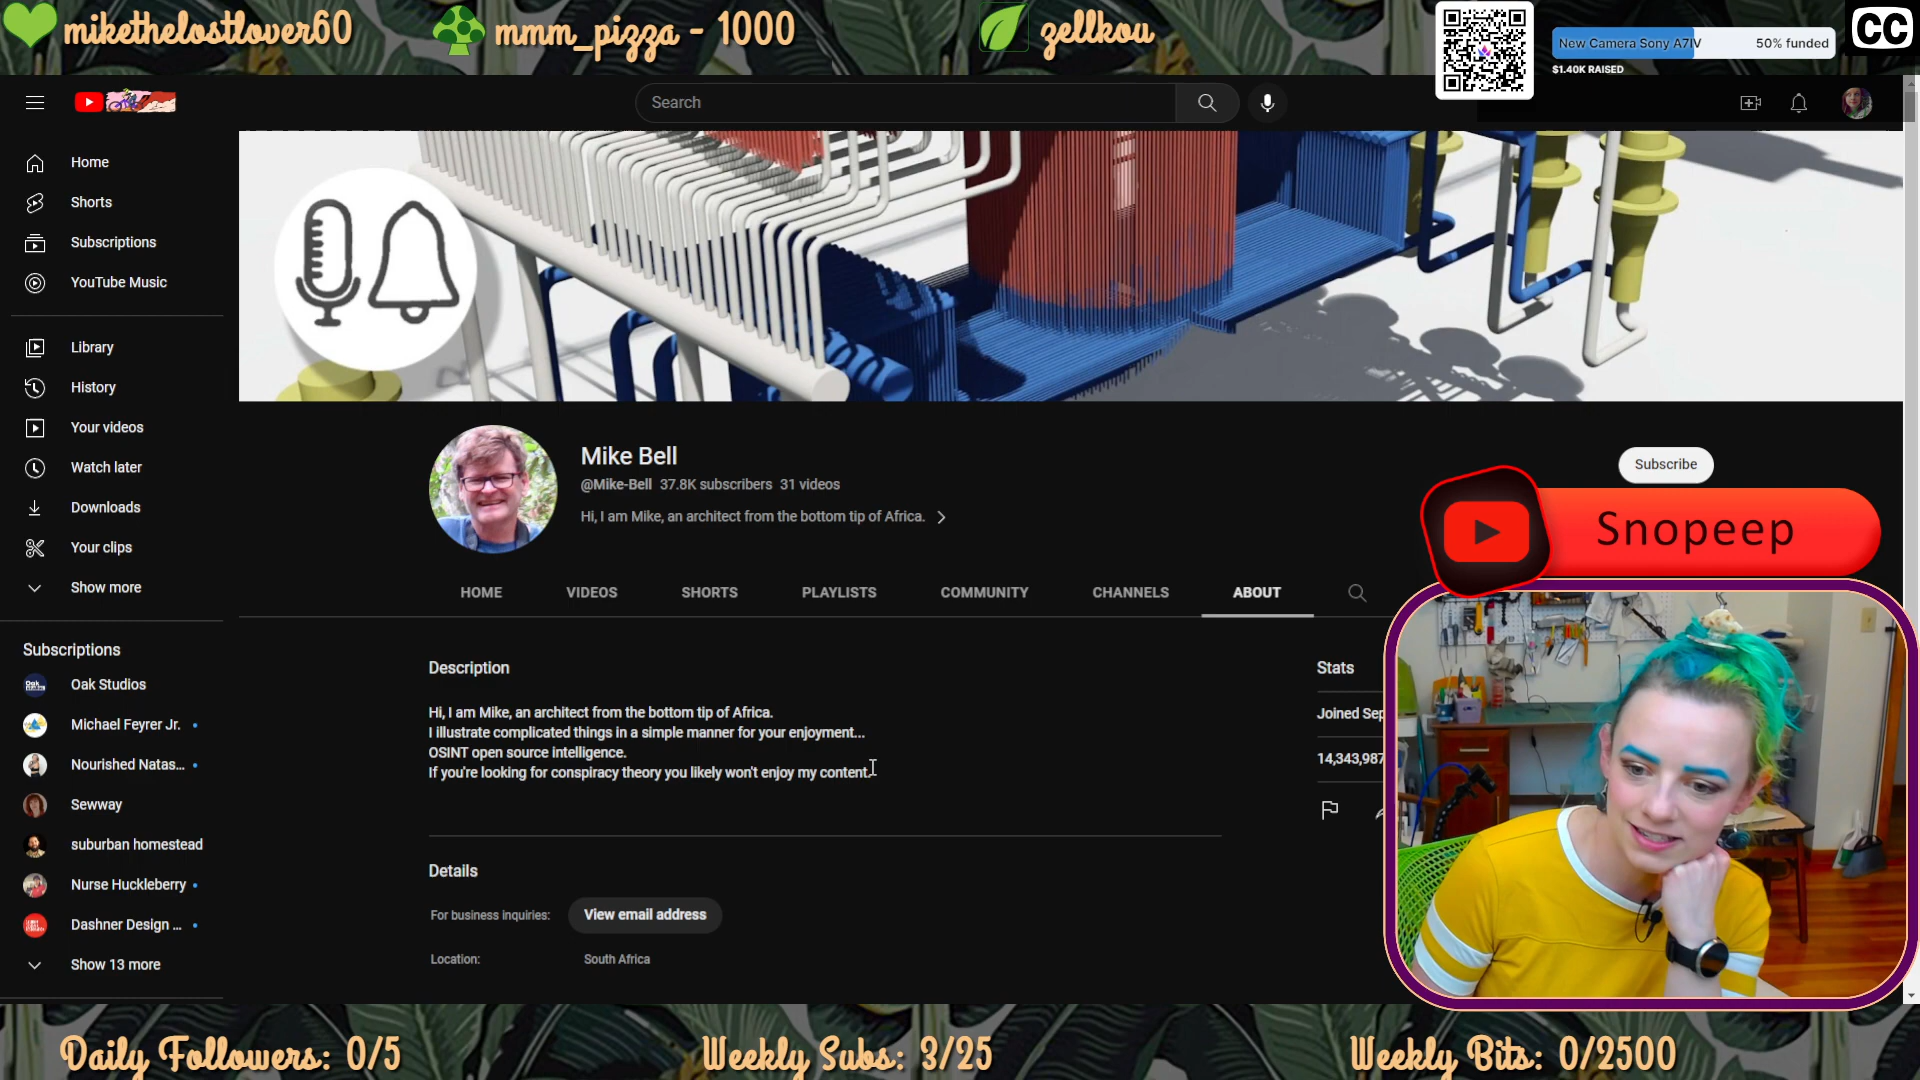 mikethelostlover60
mmm_pizza - 1000
zellkou
New Camera Sony A7IV 50% funded
$1.40K RAISED
CC
Search
Home
Shorts
Subscriptions
YouTube Music
Library
History
Your videos
Watch later
Downloads
Your clips
Show more
Subscriptions
Oak Studios
Michael Feyrer Jr.
Nourished Natas...
Sewway
suburban homestead
Nurse Huckleberry
Dashner Design ...
Show 13 more
Mike Bell
@Mike-Bell 37.8K subscribers 31 videos
Hi, I am Mike, an architect from the bottom tip of Africa.
Subscribe
Snopeep
HOME VIDEOS SHORTS PLAYLISTS COMMUNITY CHANNELS ABOUT
Description
Hi, I am Mike, an architect from the bottom tip of Africa.
I illustrate complicated things in a simple manner for your enjoyment...
OSINT open source intelligence.
If you're looking for conspiracy theory you likely won't enjoy my content.
Stats
Joined Sep
14,343,987
Details
For business inquiries: View email address
Location: South Africa
Daily Followers: 0/5
Weekly Subs: 3/25
Weekly Bits: 0/2500